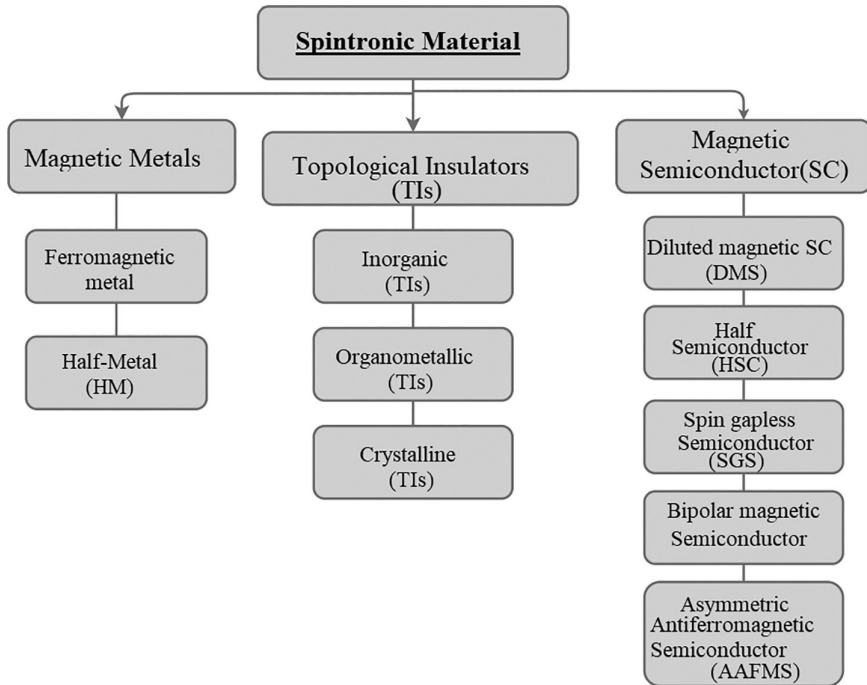 Spintronic Material
Magnetic Metals
Ferromagnetic
metal
Half-Metal
(HM)
Topological Insulators
(TIs)
Inorganic
(TIs)
Organometallic
(TIs)
Crystalline
(TIs)
Magnetic
Semiconductor(SC)
Diluted magnetic SC
(DMS)
Half
Semiconductor
(HSC)
Spin gapless
Semiconductor
(SGS)
Bipolar magnetic
Semiconductor
Asymmetric
Antiferromagnetic
Semiconductor
(AAFMS)